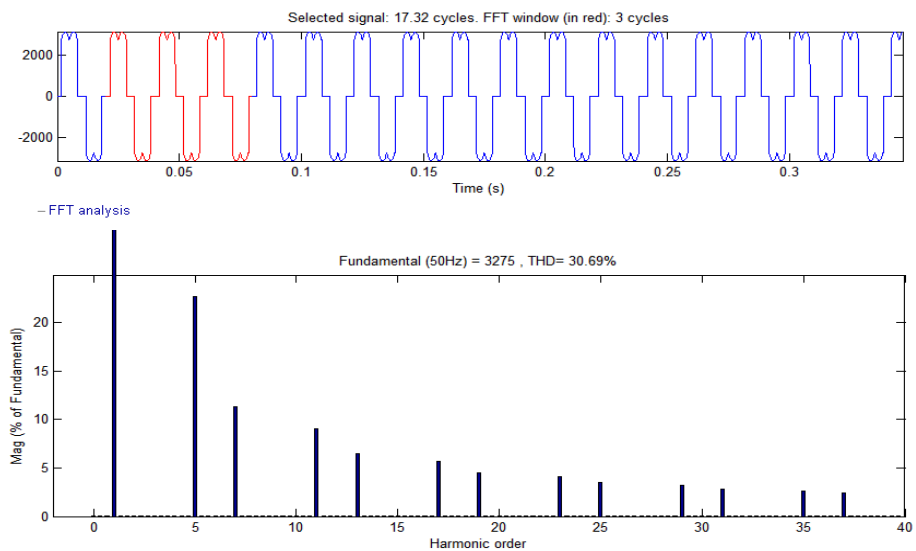 Selected signal: 17.32 cycles. FFT window (in red): 3 cycles
2000
0
-2000
0 0.05 0.1 0.15 0.2 0.25 0.3
Time (s)
FFT analysis
Fundamental (50Hz) = 3275 , THD= 30.69%
Mag (% of Fundamental)
20
15
10
5
0
0 5 10 15 20 25 30 35 40
Harmonic order